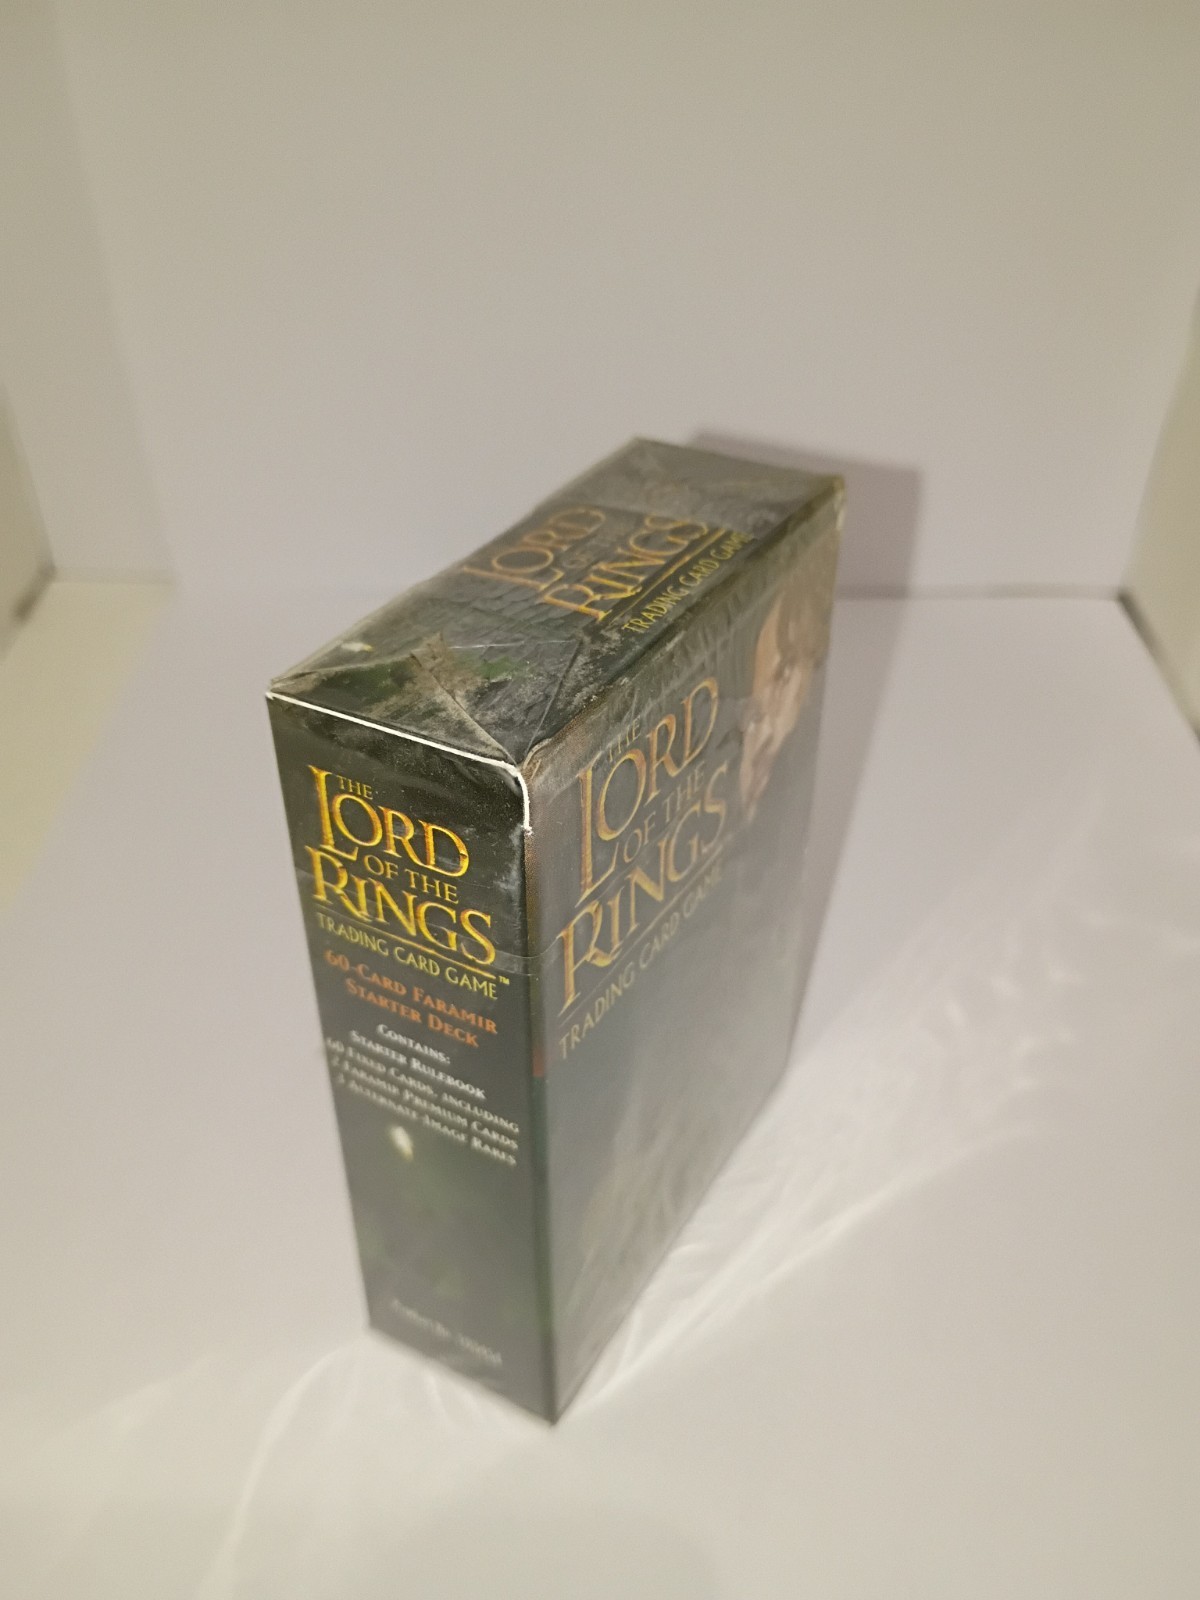 LORD
OF THE
RINGS
TRADING CARD GAME
THE
LORD
OF THE
RINGS
TRADING CARD GAME
THE
LORD
OF THE
RINGS
TRADING CARD GAME™
60-CARD FARAMIR
STARTER DECK
CONTAINS:
STARTER RULEBOOK
60 FIXED CARDS, INCLUDING
FARAMIR PREMIUM CARDS
3 ALTERNATE-IMAGE RARES